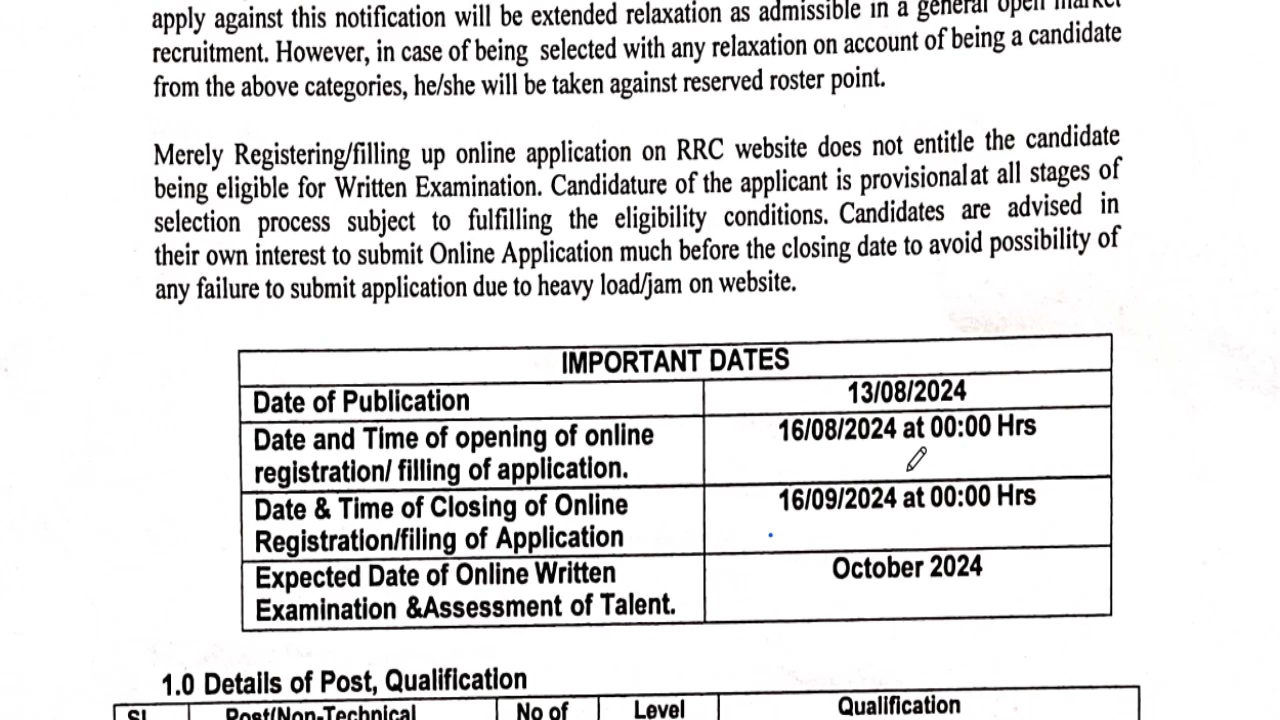 apply against this notification will be extended relaxation as admissible in a general open market
recruitment. However, in case of being selected with any relaxation on account of being a candidate
from the above categories, he/she will be taken against reserved roster point.
Merely Registering/filling up online application on RRC website does not entitle the candidate
being eligible for Written Examination. Candidature of the applicant is provisional at all stages of
selection process subject to fulfilling the eligibility conditions. Candidates are advised in
their own interest to submit Online Application much before the closing date to avoid possibility of
any failure to submit application due to heavy load/jam on website.
IMPORTANT DATES
Date of Publication 13/08/2024
Date and Time of opening of online 16/08/2024 at 00:00 Hrs
registration/ filling of application.
Date & Time of Closing of Online 16/09/2024 at 00:00 Hrs
Registration/filing of Application
Expected Date of Online Written October 2024
Examination &Assessment of Talent.
1.0 Details of Post, Qualification
Sl Post(Non-Technical No of Level Qualification